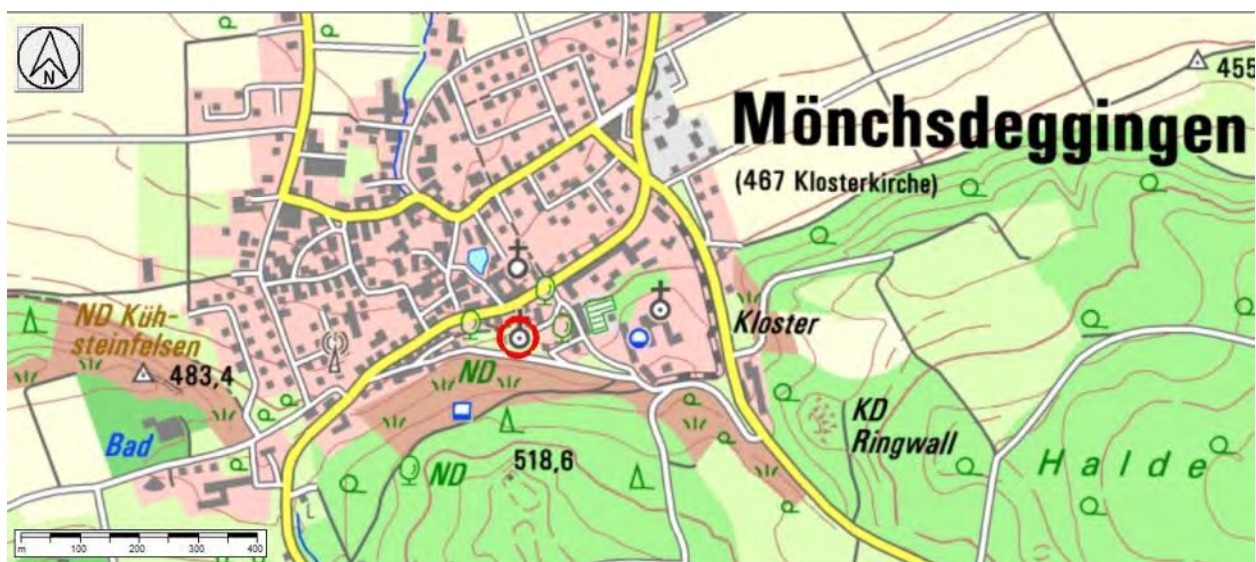 N
455
Mönchsdeggingen
(467 Klosterkirche)
ND Küh-
steinfelsen
483,4
Kloster
ND
KD
Ringwall
Bad
ND
518,6
Halde
L
m 100 200 300 400